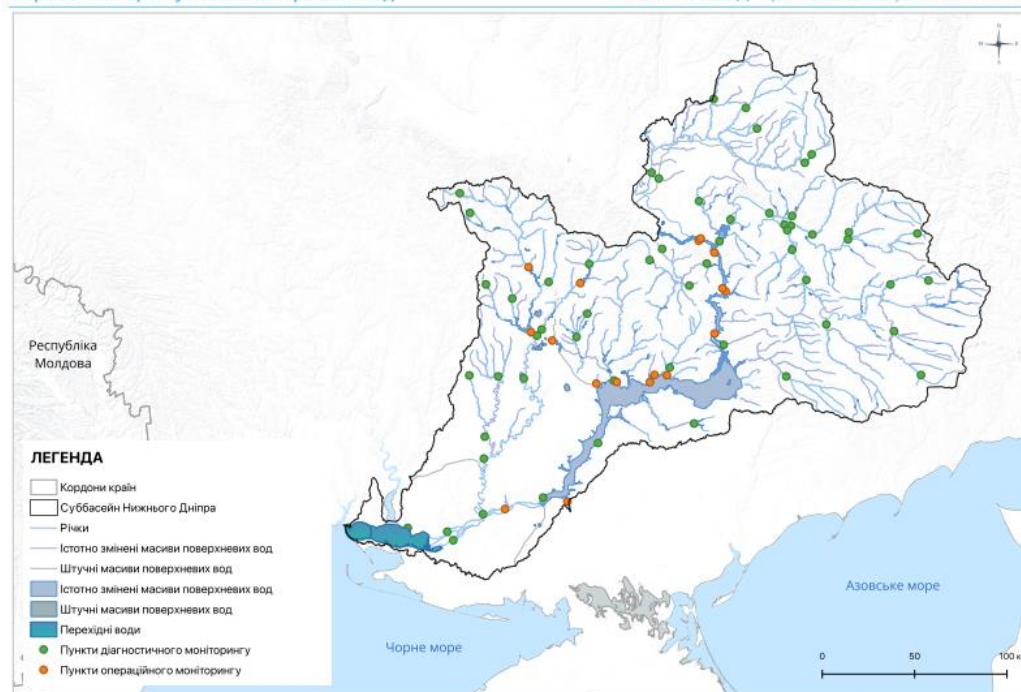 Республіка
Молдова
ЛЕГЕНДА
Кордони країн
Суббасейн Нижнього Дніпра
Річки
Істотно змінені масиви поверхневих вод
Штучні масиви поверхневих вод
Істотно змінені масиви поверхневих вод
Штучні масиви поверхневих вод
Перехідні води
Пункти діагностичного моніторингу
Пункти операційного моніторингу
Чорне море
Азовське море
0 50 100 к